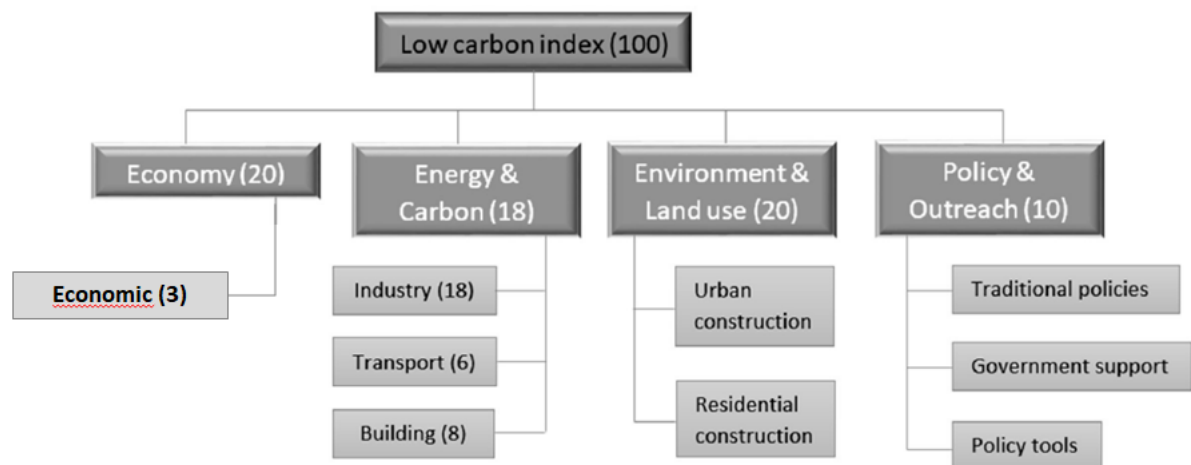 Low carbon index (100)
Economy (20)
Energy &
Carbon (18)
Environment &
Land use (20)
Policy &
Outreach (10)
Economic (3)
Industry (18)
Transport (6)
Building (8)
Urban
construction
Residential
construction
Traditional policies
Government support
Policy tools